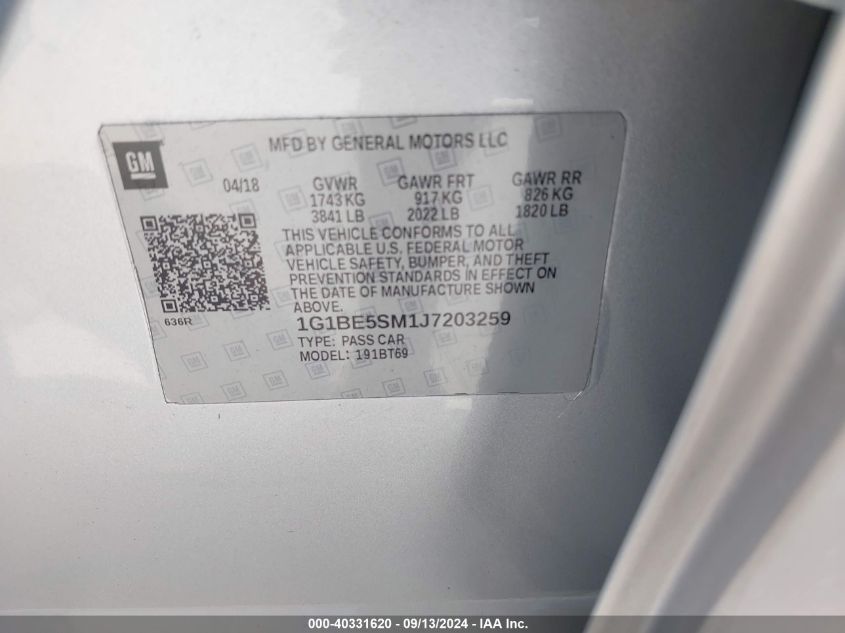 GM
MFD BY GENERAL MOTORS LLC
04/18 GVWR GAWR FRT GAWR RR
1743 KG 917 KG 826 KG
3841 LB 2022 LB 1820 LB
THIS VEHICLE CONFORMS TO ALL
APPLICABLE U.S. FEDERAL MOTOR
VEHICLE SAFETY, BUMPER, AND THEFT
PREVENTION STANDARDS IN EFFECT ON
THE DATE OF MANUFACTURE SHOWN
ABOVE.
636R
1G1BE5SM1J7203259
TYPE: PASS CAR
MODEL: 191BT69
000-40331620 - 09/13/2024 - IAA Inc.